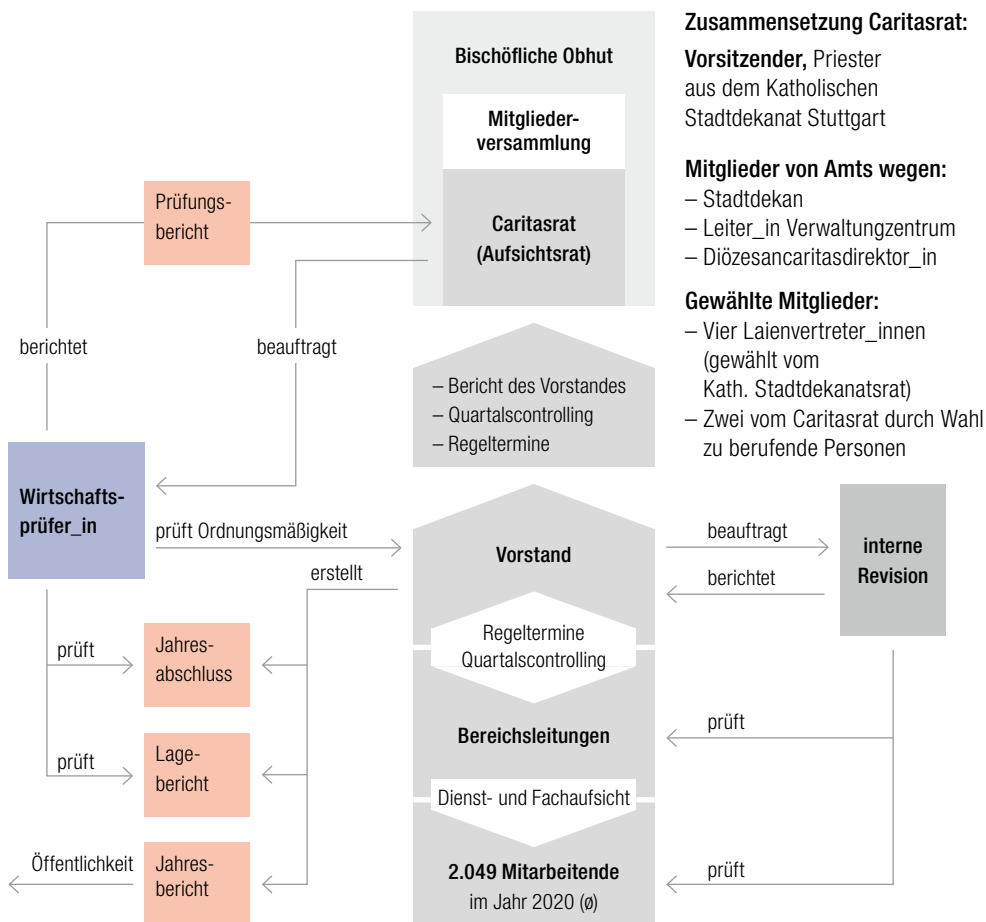 Bischöfliche Obhut
Mitglieder-
versammlung
Caritasrat
(Aufsichtsrat)
Prüfungs-
bericht
berichtet
beauftragt
– Bericht des Vorstandes
– Quartalscontrolling
– Regeltermine
Zusammensetzung Caritasrat:
Vorsitzender, Priester
aus dem Katholischen
Stadtdekanat Stuttgart
Mitglieder von Amts wegen:
– Stadtdekan
– Leiter_in Verwaltungzentrum
– Diözesancaritasdirektor_in
Gewählte Mitglieder:
– Vier Laienvertreter_innen
(gewählt vom
Kath. Stadtdekanatsrat)
– Zwei vom Caritasrat durch Wahl
zu berufende Personen
Wirtschafts-
prüfer_in
prüft Ordnungsmäßigkeit
erstellt
Vorstand
beauftragt
berichtet
interne
Revision
Regeltermine
Quartalscontrolling
prüft
Jahres-
abschluss
Bereichsleitungen
prüft
prüft
Lage-
bericht
Dienst- und Fachaufsicht
Öffentlichkeit
Jahres-
bericht
2.049 Mitarbeitende
im Jahr 2020 (ø)
prüft